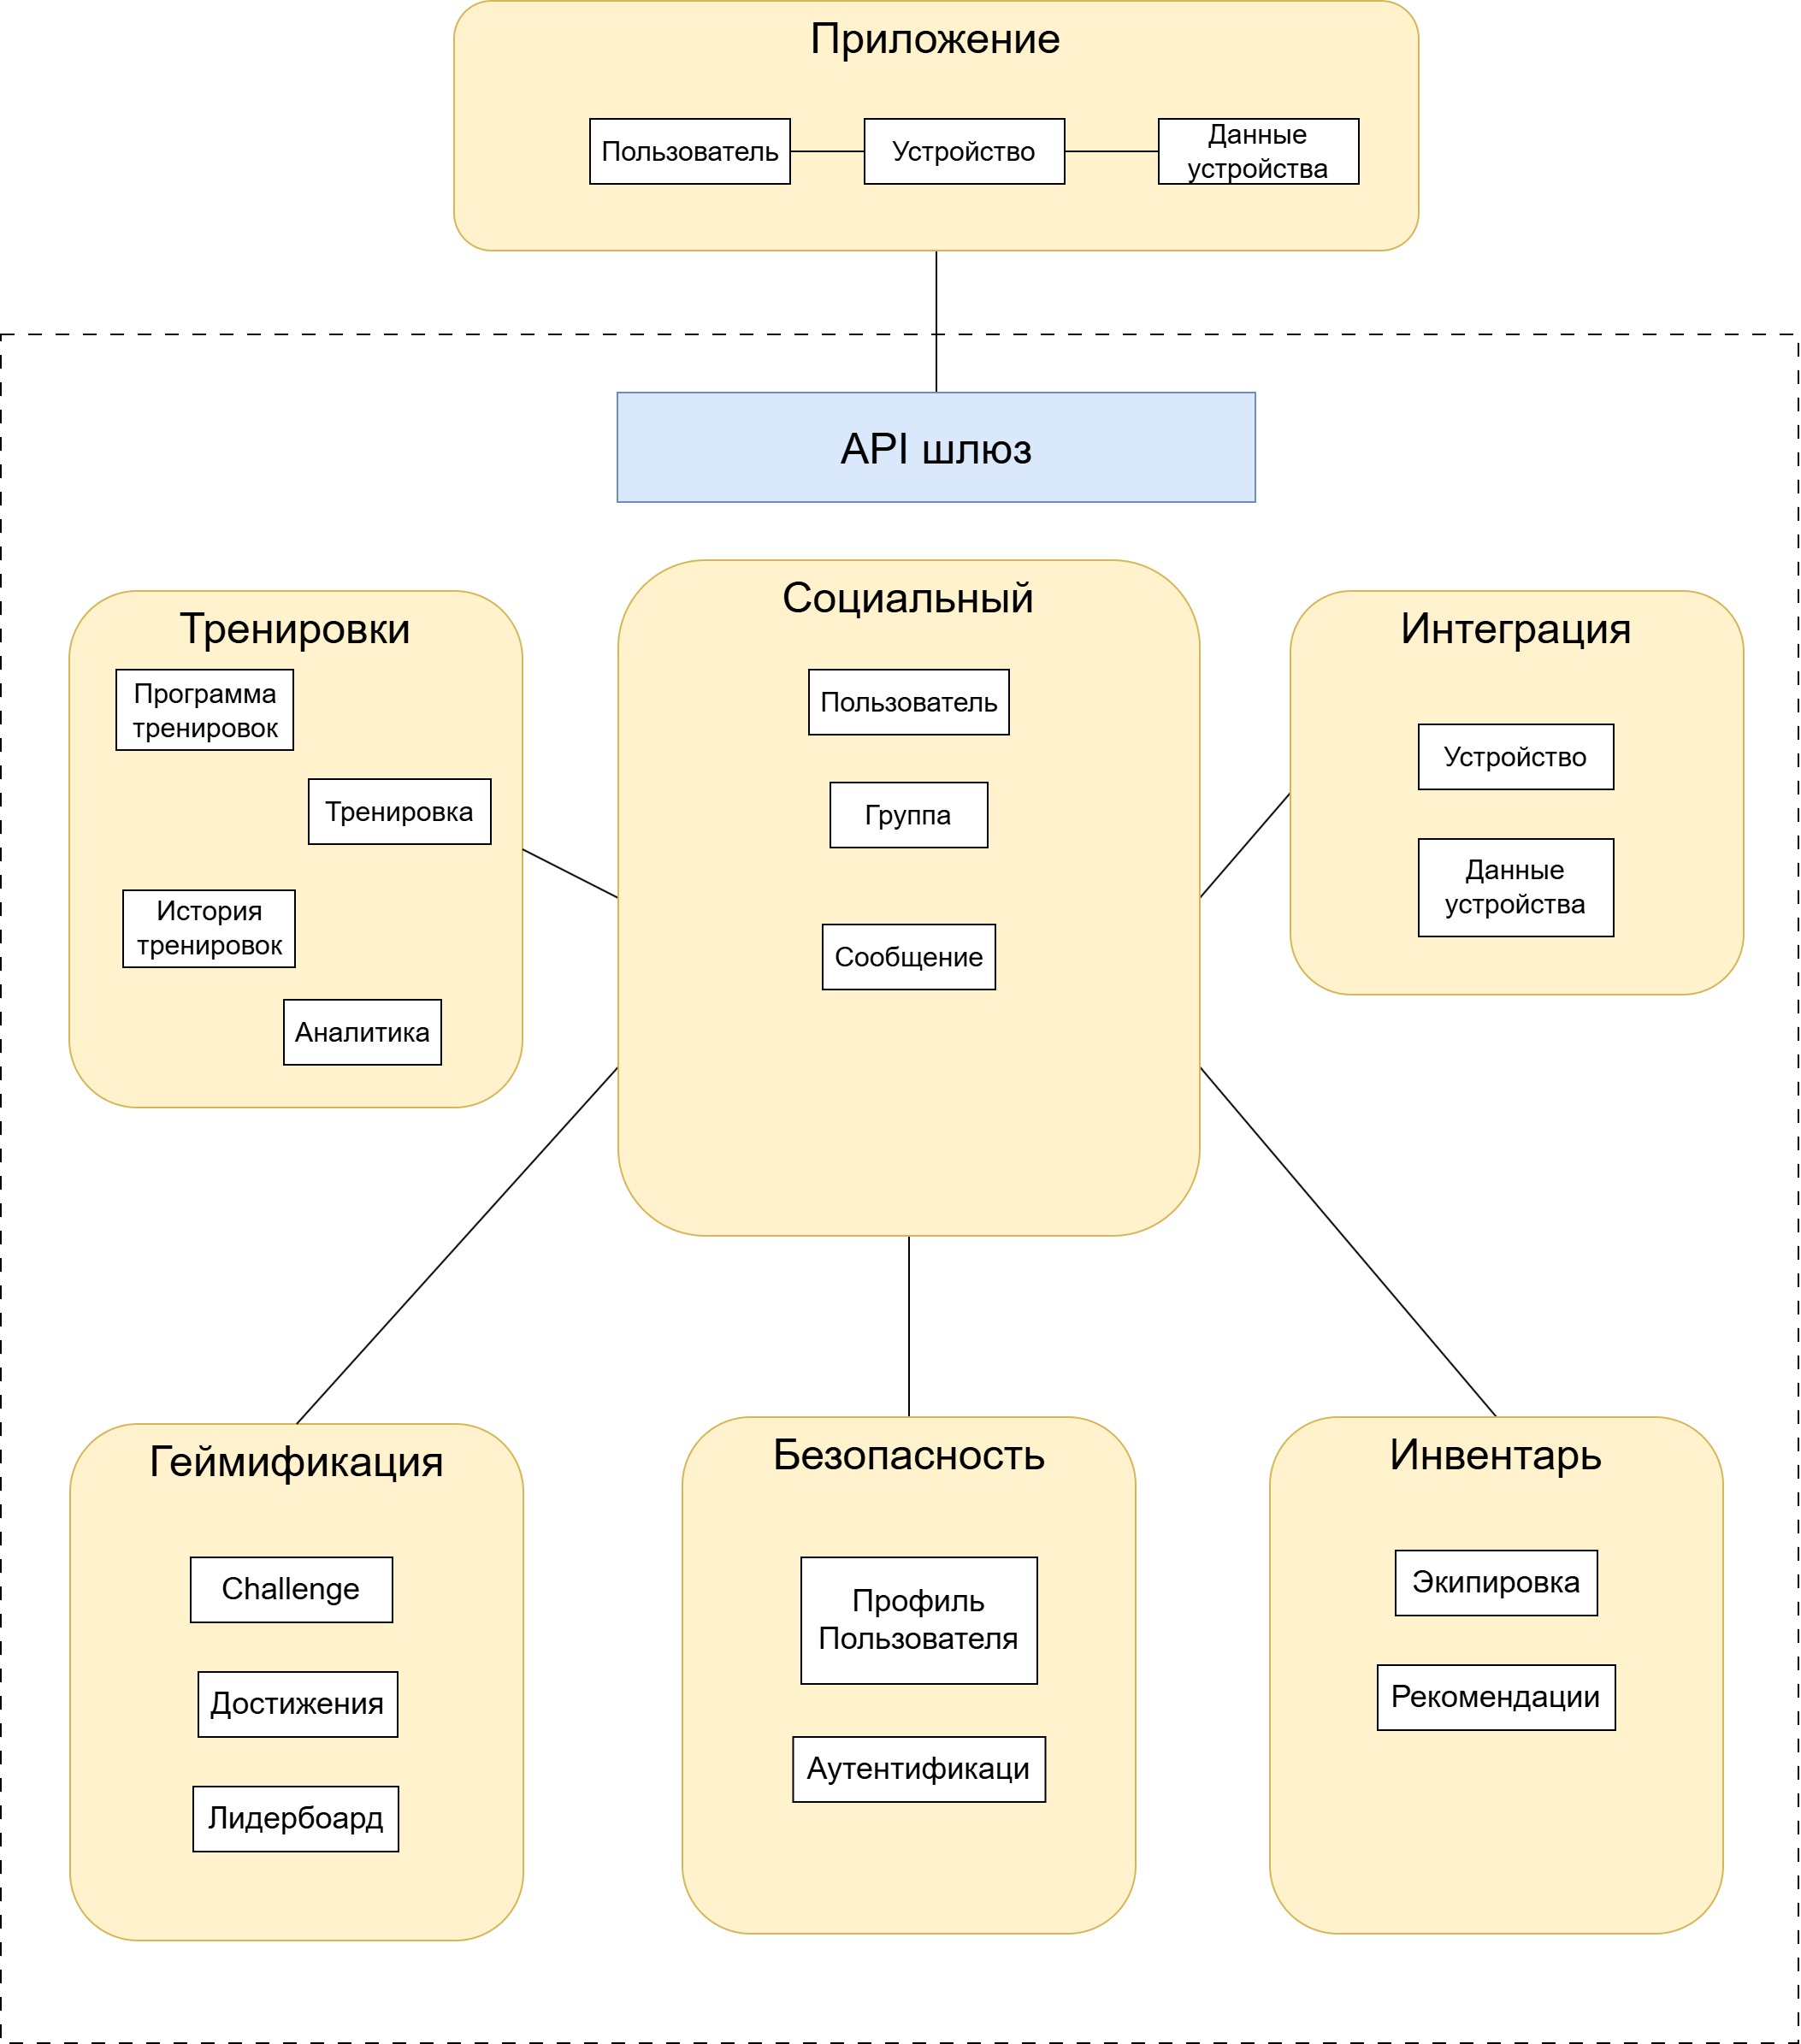 Приложение
Пользователь
Устройство
Данные
устройства
API шлюз
Тренировки
Программа
тренировок
Тренировка
История
тренировок
Аналитика
Социальный
Пользователь
Группа
Сообщение
Интеграция
Устройство
Данные
устройства
Геймификация
Challenge
Достижения
Лидербоард
Безопасность
Профиль
Пользователя
Аутентификаци
Инвентарь
Экипировка
Рекомендации